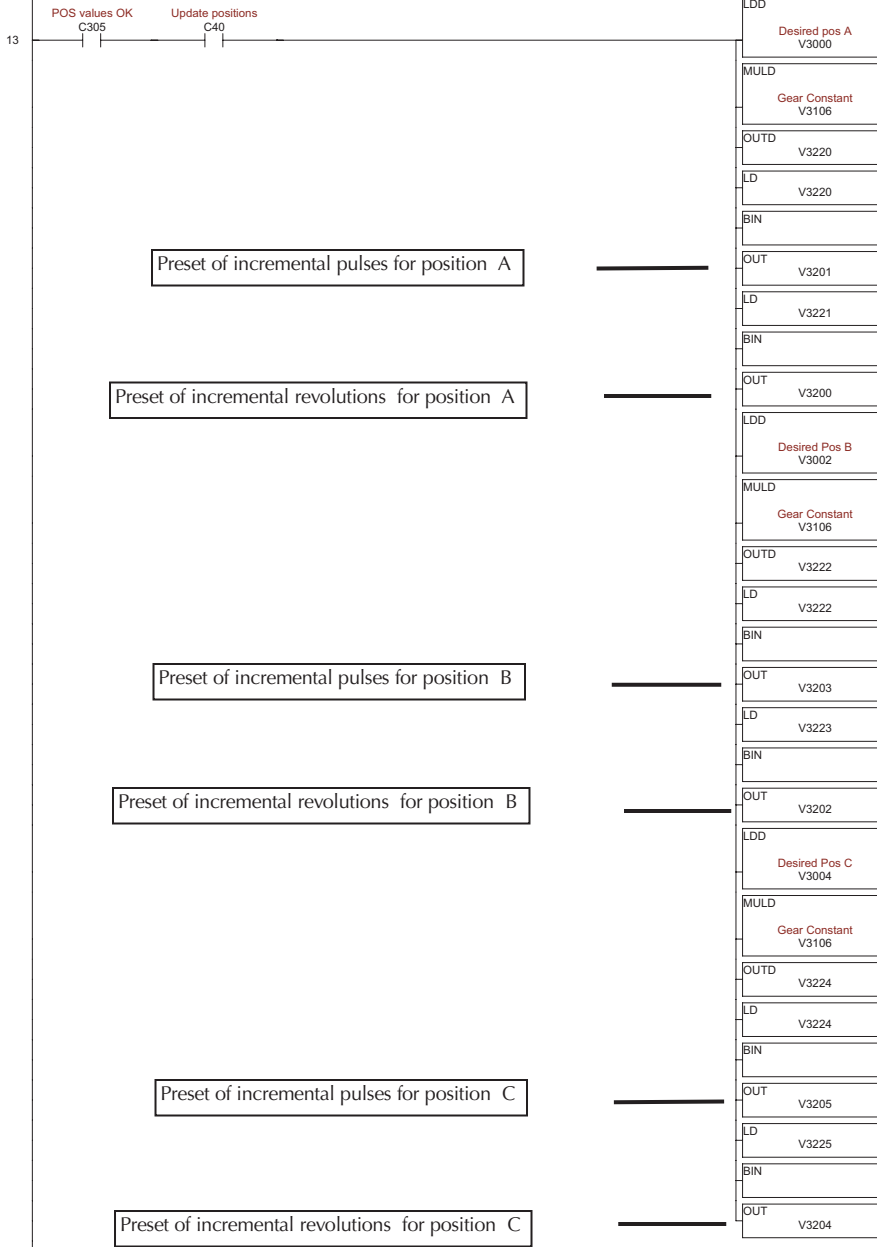 POS values OK Update positions
C305 C40
13
LDD
Desired pos A
V3000
MULD
Gear Constant
V3106
OUTD
V3220
LD
V3220
BIN
Preset of incremental pulses for position A
OUT
V3201
LD
V3221
BIN
Preset of incremental revolutions for position A
OUT
V3200
LDD
Desired Pos B
V3002
MULD
Gear Constant
V3106
OUTD
V3222
LD
V3222
BIN
Preset of incremental pulses for position B
OUT
V3203
LD
V3223
BIN
Preset of incremental revolutions for position B
OUT
V3202
LDD
Desired Pos C
V3004
MULD
Gear Constant
V3106
OUTD
V3224
LD
V3224
BIN
Preset of incremental pulses for position C
OUT
V3205
LD
V3225
BIN
Preset of incremental revolutions for position C
OUT
V3204